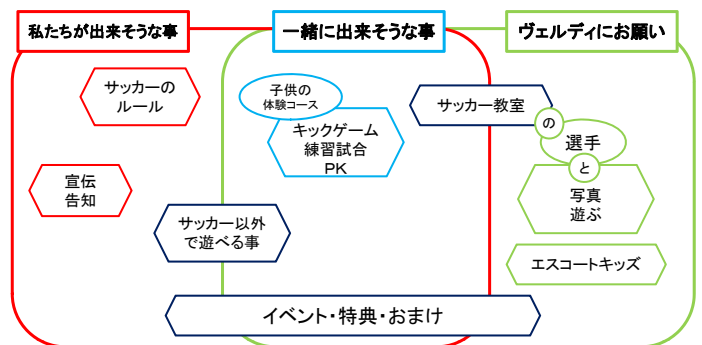 私たちが出来そうな事
一緒に出来そうな事
ヴェルディにお願い
サッカーの
ルール
子供の
体験コース
キックゲーム
練習試合
PK
サッカー教室
の
選手
と
写真
遊ぶ
宣伝
告知
サッカー以外
で遊べる事
エスコートキッズ
イベント・特典・おまけ